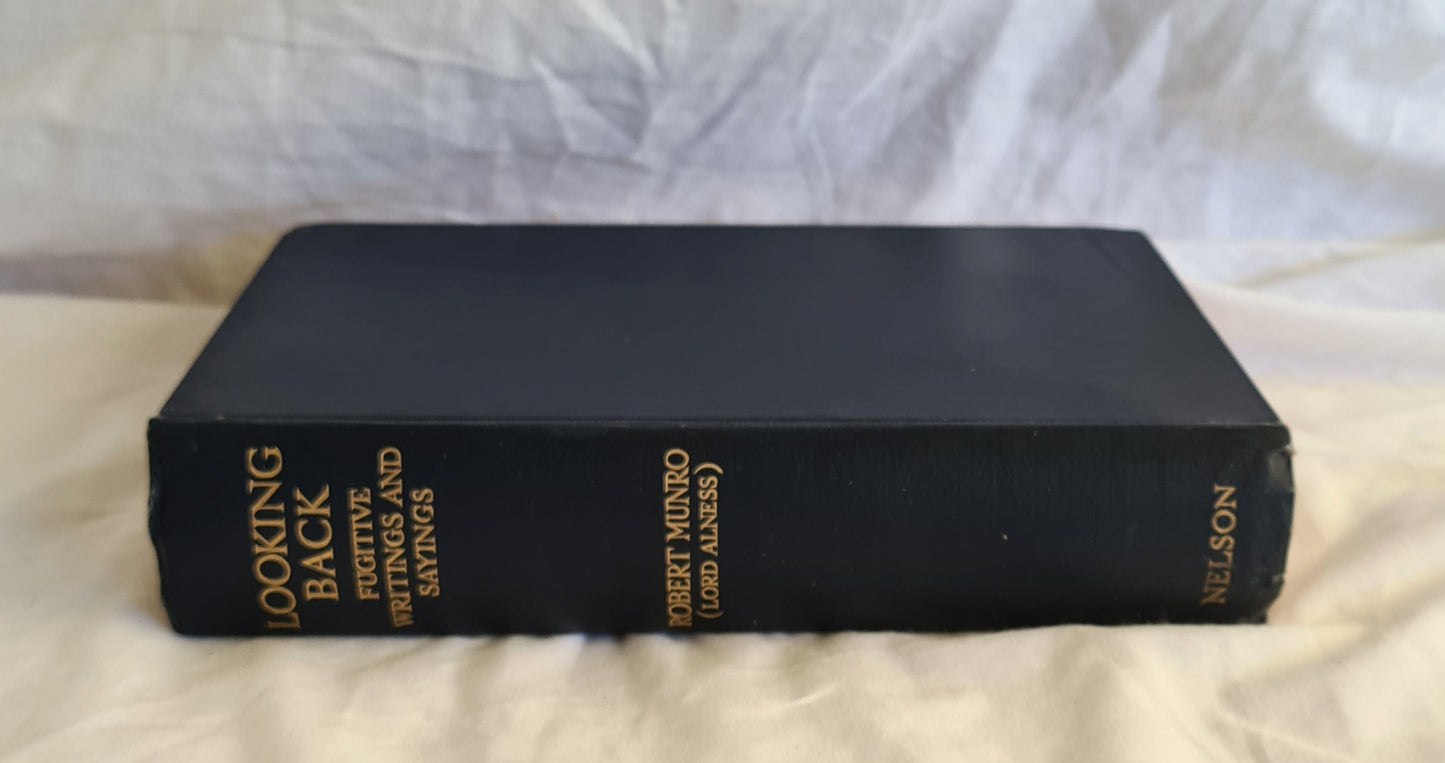 LOOKING
BACK
FUGITIVE
WRITINGS AND
SAYINGS
ROBERT MUNRO
(LORD ALNESS)
NELSON